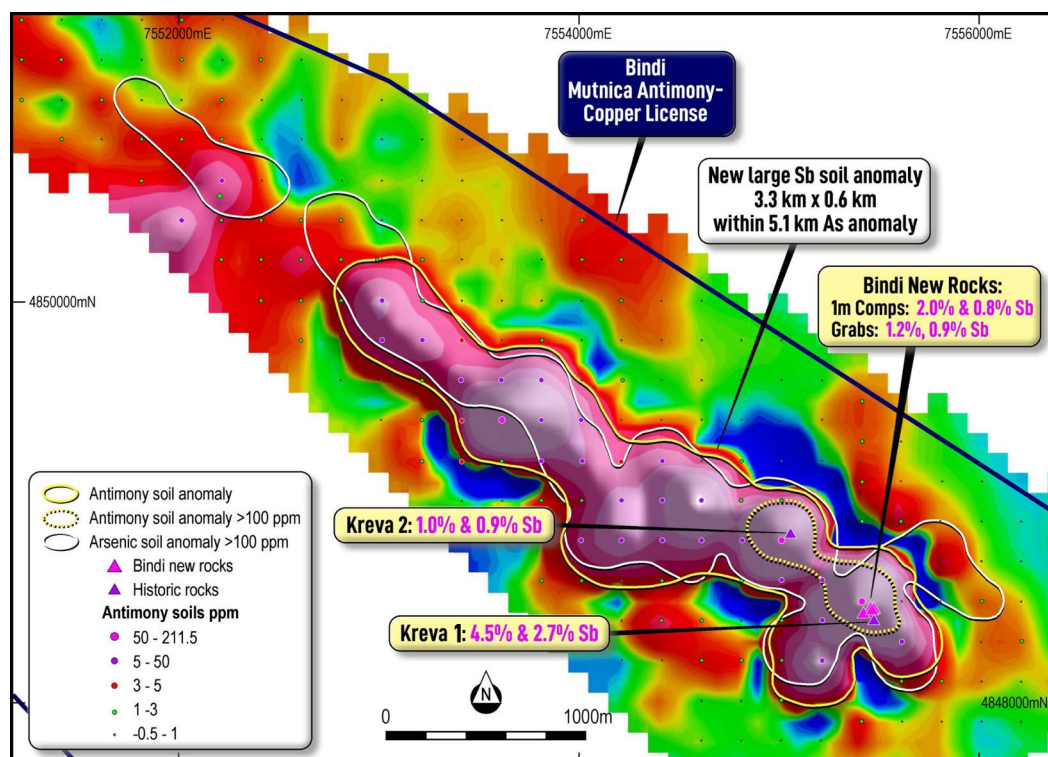 7552000mE
7554000mE
7556000mE
Bindi
Mutnica Antimony-
Copper License
New large Sb soil anomaly
3.3 km x 0.6 km
within 5.1 km As anomaly
Bindi New Rocks:
1m Comps: 2.0% & 0.8% Sb
Grabs: 1.2%, 0.9% Sb
4850000mN
Kreva 2: 1.0% & 0.9% Sb
Kreva 1: 4.5% & 2.7% Sb
Antimony soil anomaly
Antimony soil anomaly >100 ppm
Arsenic soil anomaly >100 ppm
Bindi new rocks
Historic rocks
Antimony soils ppm
50 - 211.5
5 - 50
3 - 5
1 - 3
-0.5 - 1
N
0
1000m
4848000mN